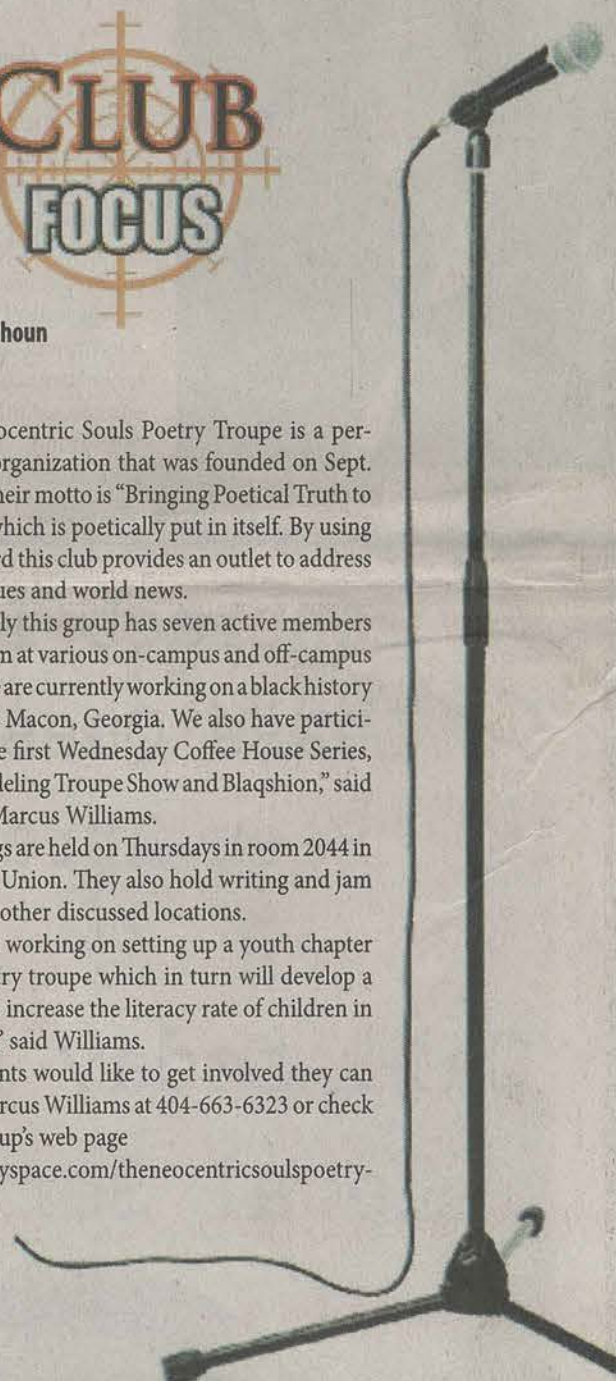 CLUB
FOCUS
houn
ocentric Souls Poetry Troupe is a per-
organization that was founded on Sept.
heir motto is “Bringing Poetical Truth to
which is poetically put in itself. By using
rd this club provides an outlet to address
ues and world news.
ly this group has seven active members
m at various on-campus and off-campus
are currently working on a black history
Macon, Georgia. We also have partici-
e first Wednesday Coffee House Series,
leling Troupe Show and Blaqshion,” said
Marcus Williams.
gs are held on Thursdays in room 2044 in
Union. They also hold writing and jam
other discussed locations.
working on setting up a youth chapter
ry troupe which in turn will develop a
increase the literacy rate of children in
” said Williams.
nts would like to get involved they can
rcus Williams at 404-663-6323 or check
up’s web page
yspace.com/theneocentricsoulspoetry-